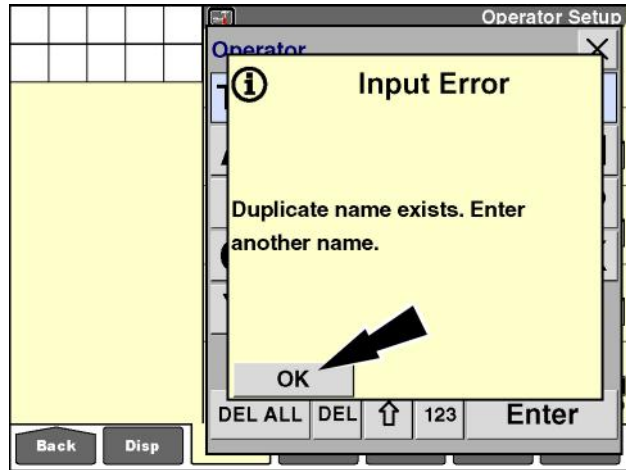 Operator Setup
Operator
Input Error
Duplicate name exists. Enter
another name.
OK
DEL ALL DEL 123 Enter
Back Disp